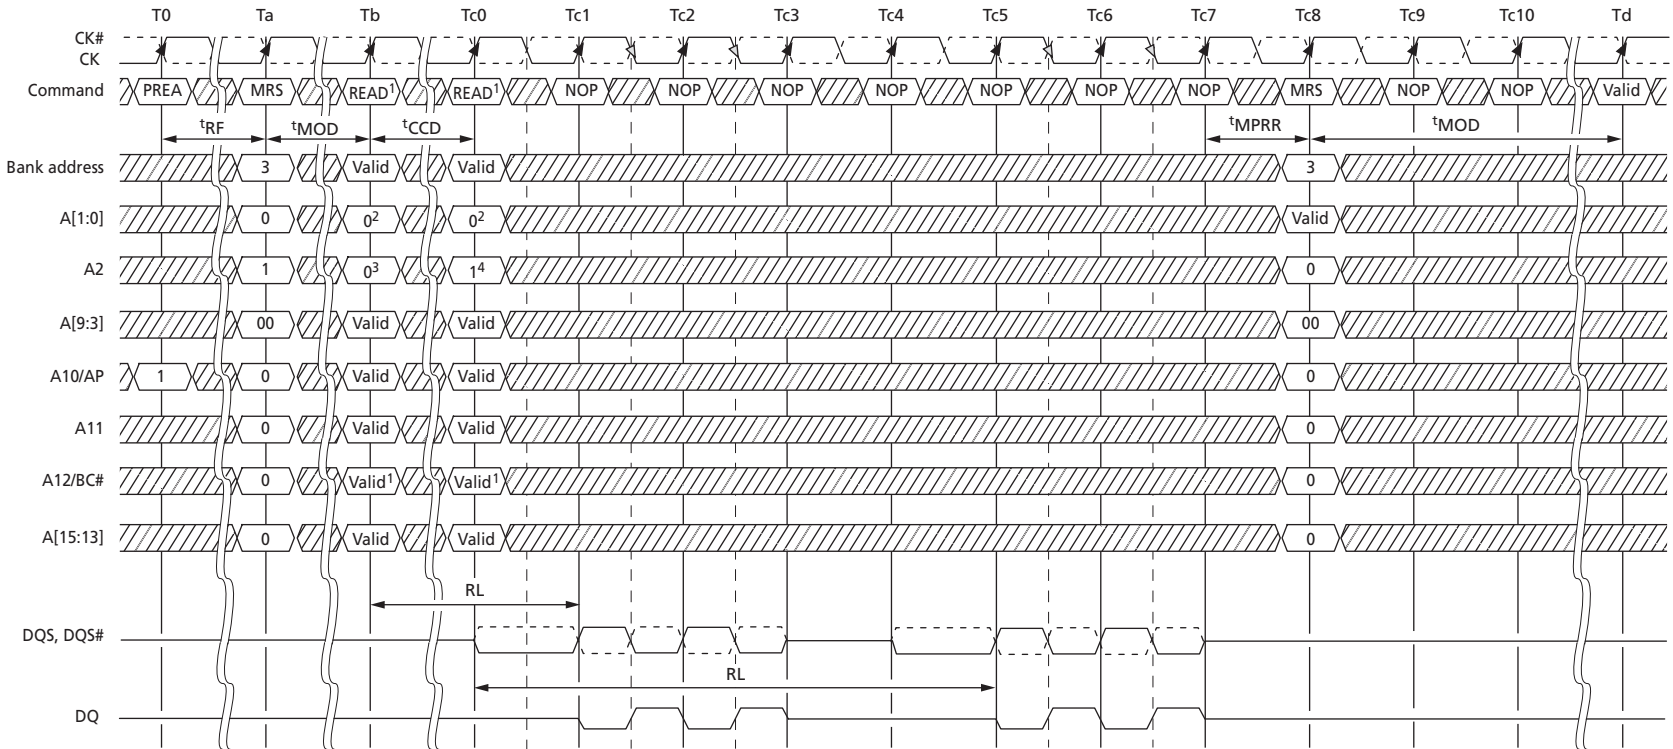 T0 Ta Tb Tc0 Tc1 Tc2 Tc3 Tc4 Tc5 Tc6 Tc7 Tc8 Tc9 Tc10 Td
CK#
CK
Command PREA MRS READ1 READ1 NOP NOP NOP NOP NOP NOP NOP MRS NOP NOP Valid
tRF tMOD tCCD tMPRR tMOD
Bank address 3 Valid Valid 3
A[1:0] 0 02 02 Valid
A2 1 03 14 0
A[9:3] 00 Valid Valid 00
A10/AP 1 0 Valid Valid 0
A11 0 Valid Valid 0
A12/BC# 0 Valid1 Valid1 0
A[15:13] 0 Valid Valid 0
RL
DQS, DQS#
RL
DQ